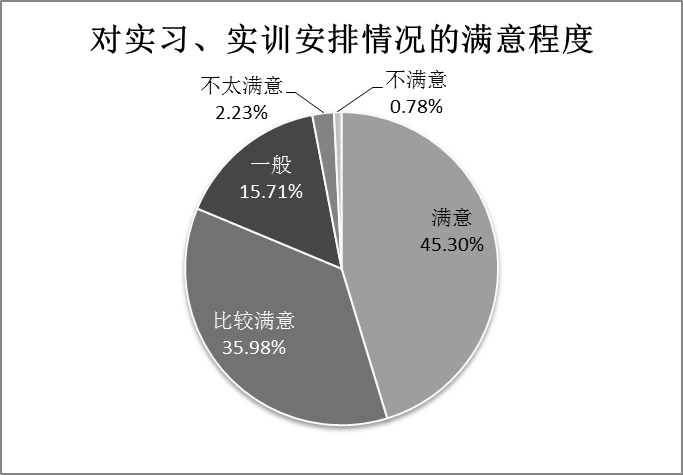 对实习、实训安排情况的满意程度
不太满意
2.23%
不满意
0.78%
一般
15.71%
满意
45.30%
比较满意
35.98%